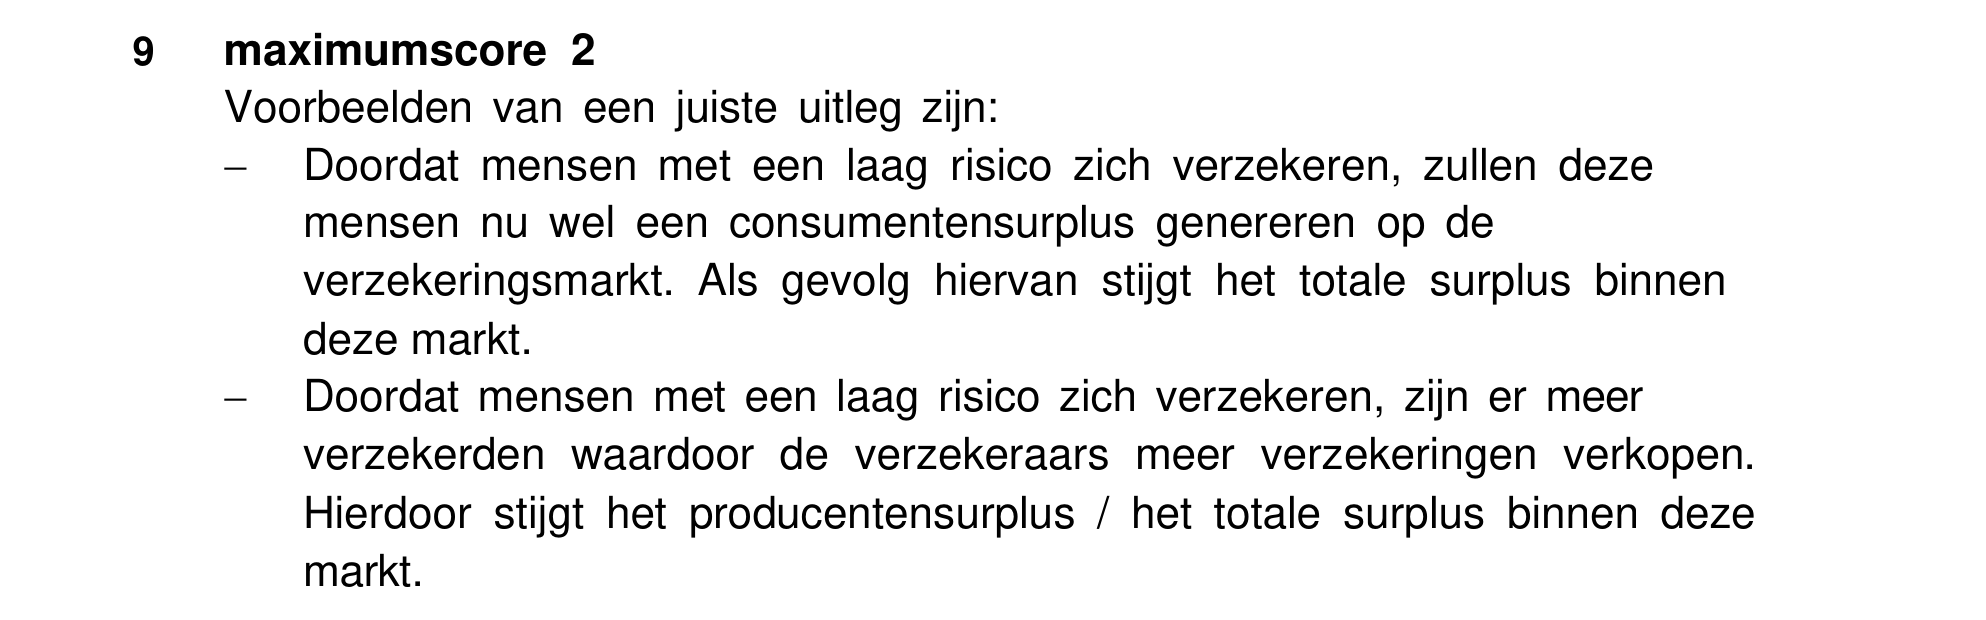 9 maximumscore 2
Voorbeelden van een juiste uitleg zijn:
− Doordat mensen met een laag risico zich verzekeren, zullen deze
mensen nu wel een consumentensurplus genereren op de
verzekeringsmarkt. Als gevolg hiervan stijgt het totale surplus binnen
deze markt.
− Doordat mensen met een laag risico zich verzekeren, zijn er meer
verzekerden waardoor de verzekeraars meer verzekeringen verkopen.
Hierdoor stijgt het producentensurplus / het totale surplus binnen deze
markt.